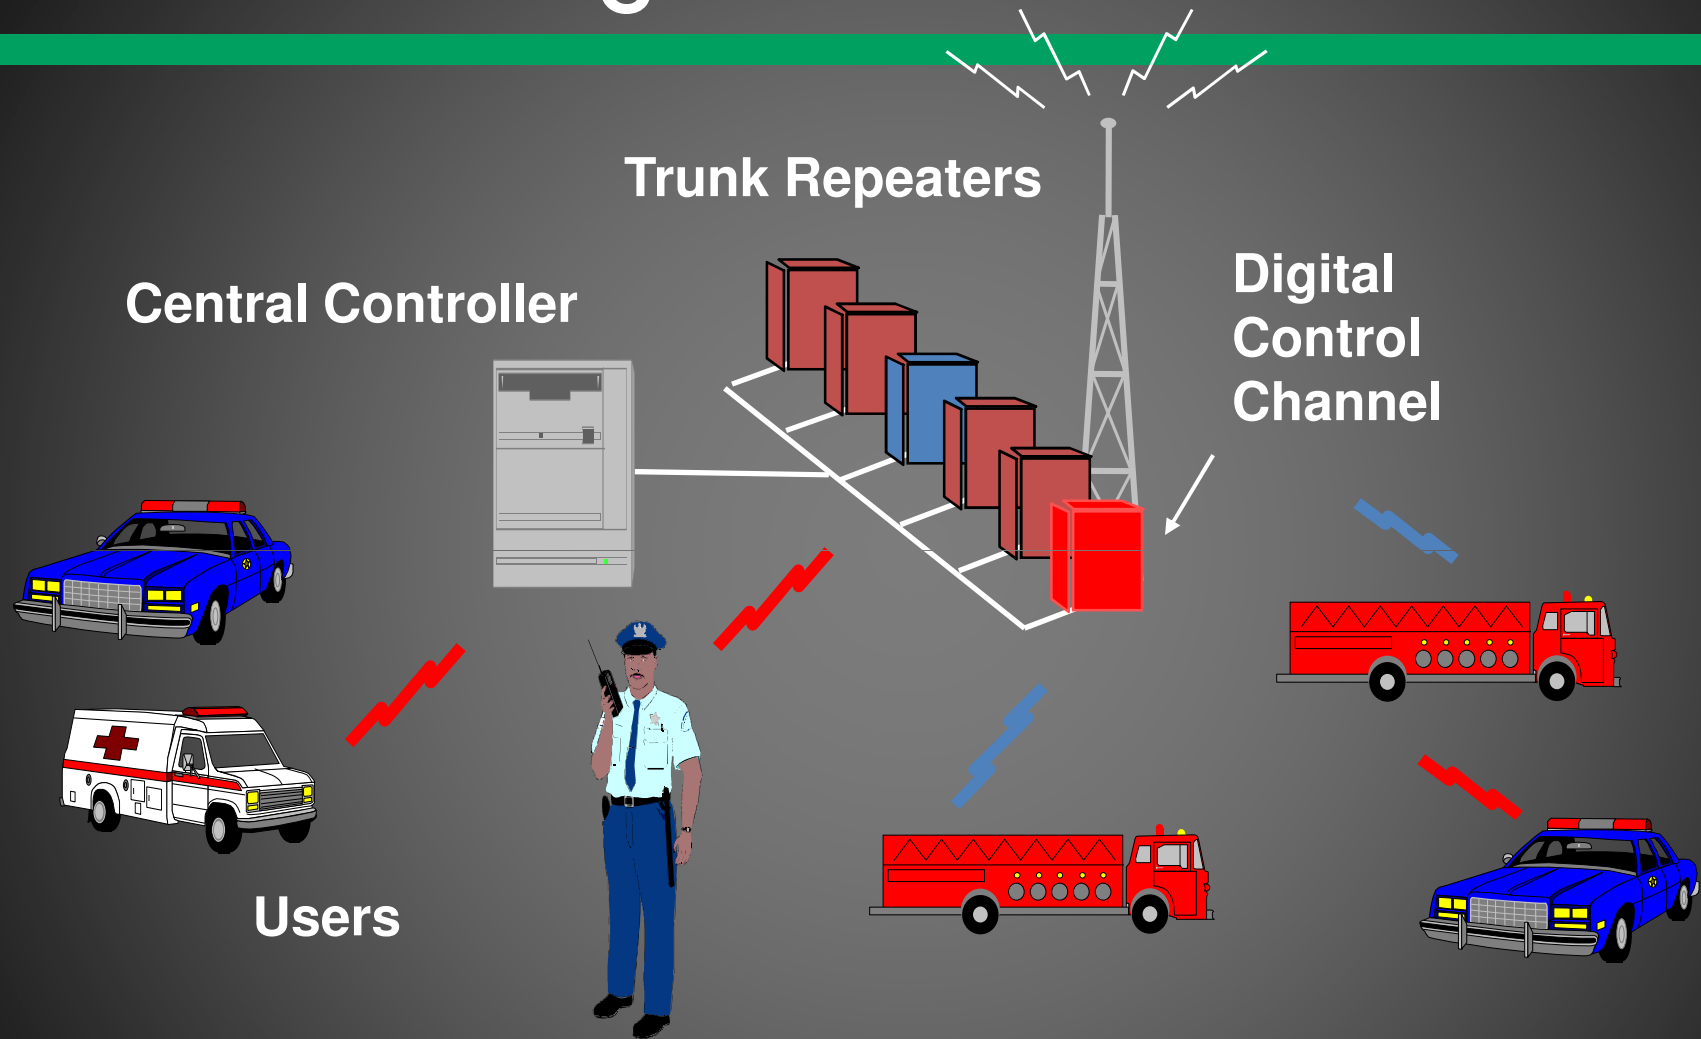 Trunk Repeaters
Central Controller
Digital
Control
Channel
Users